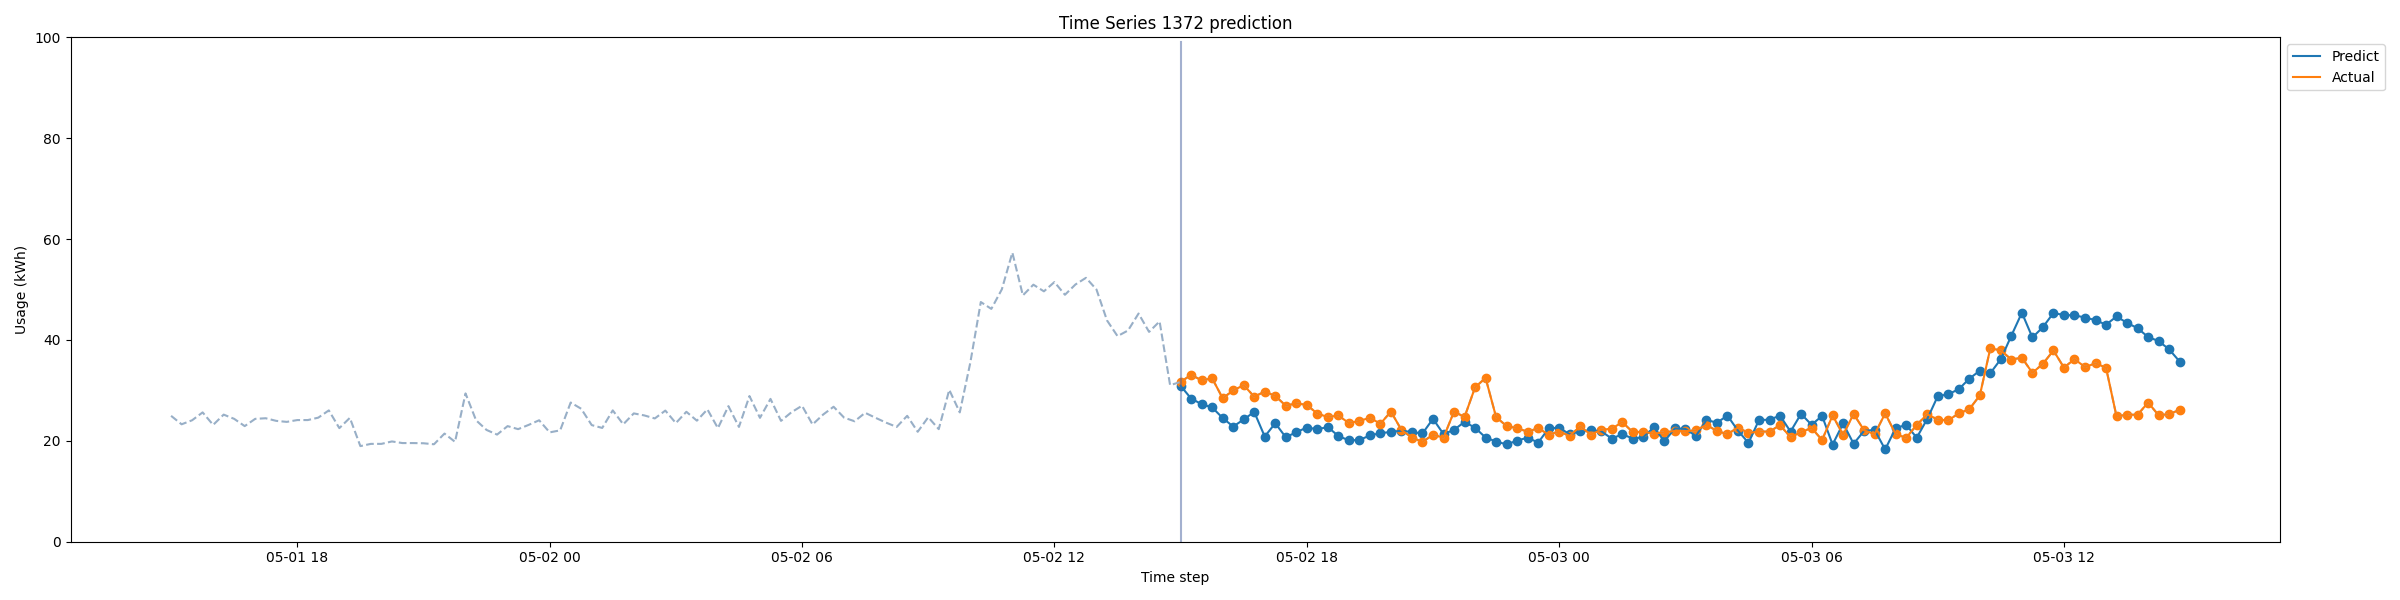 Time Series 1372 prediction
100
80
60
40
20
0
Usage (kWh)
05-01 18
05-02 00
05-02 06
05-02 12
05-02 18
05-03 00
05-03 06
05-03 12
Time step
Predict
Actual